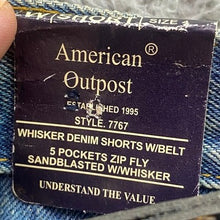 American ®
Outpost
ESTABLISHED 1995
STYLE. 7767
WHISKER DENIM SHORTS W/BELT
5 POCKETS ZIP FLY
SANDBLASTED W/WHISKER
UNDERSTAND THE VALUE